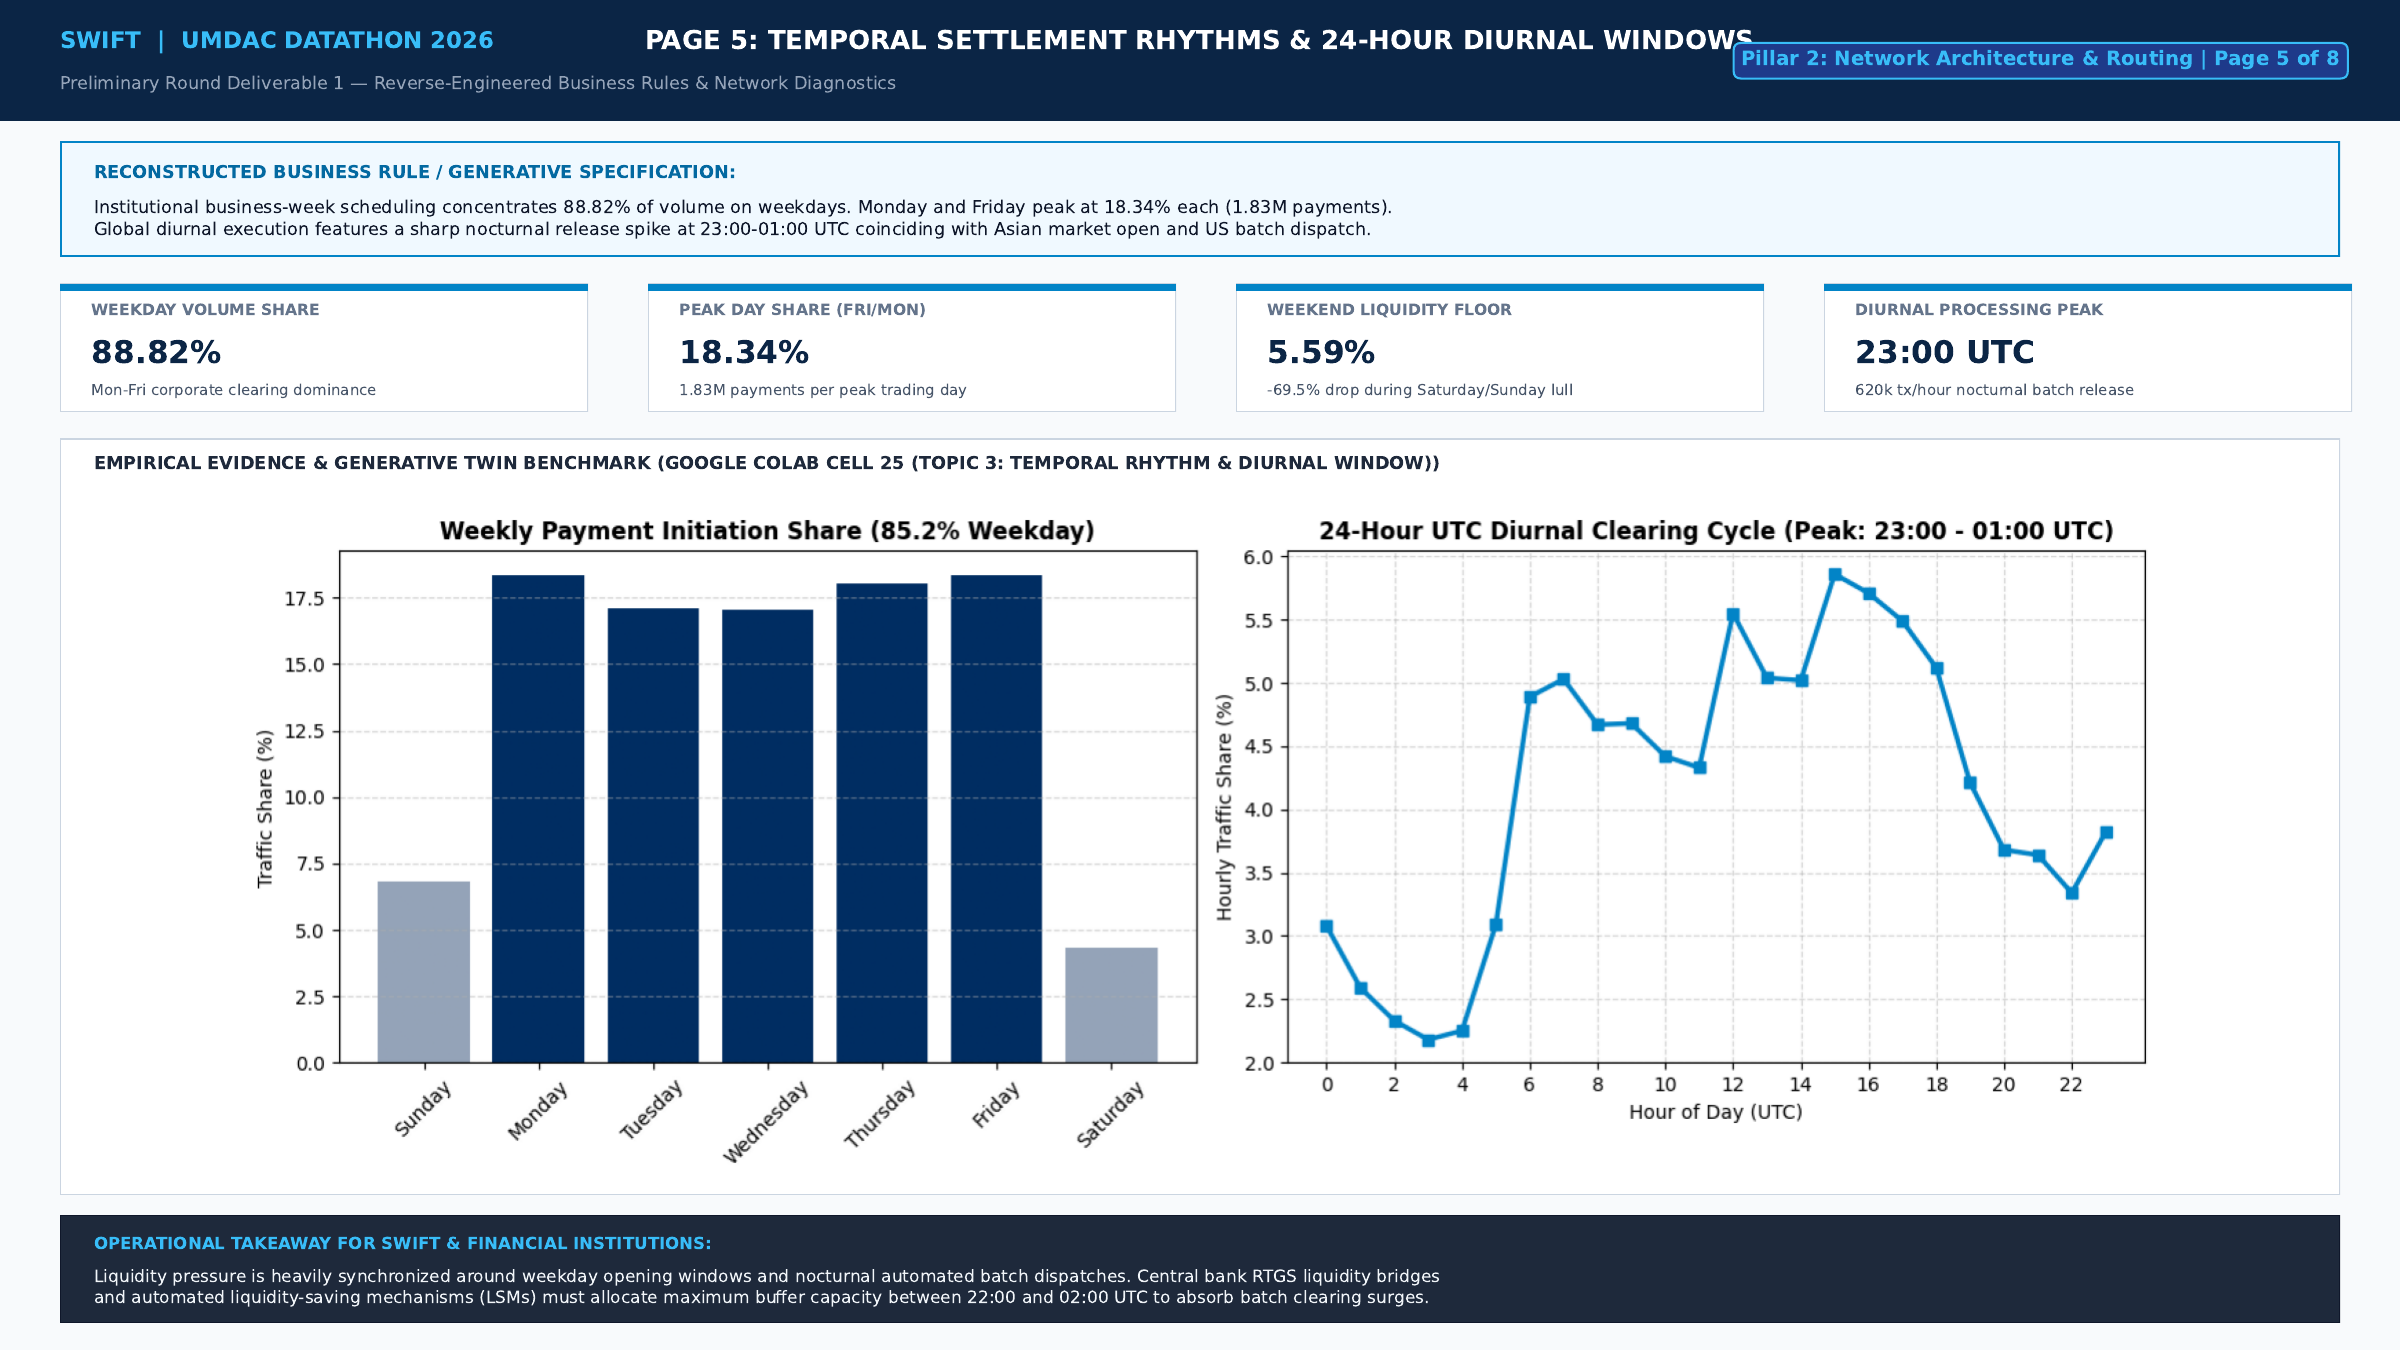 SWIFT | UMDAC DATATHON 2026
PAGE 5: TEMPORAL SETTLEMENT RHYTHMS & 24-HOUR DIURNAL WINDOWS
Pillar 2: Network Architecture & Routing | Page 5 of 8
Preliminary Round Deliverable 1 — Reverse-Engineered Business Rules & Network Diagnostics
RECONSTRUCTED BUSINESS RULE / GENERATIVE SPECIFICATION:
Institutional business-week scheduling concentrates 88.82% of volume on weekdays. Monday and Friday peak at 18.34% each (1.83M payments).
Global diurnal execution features a sharp nocturnal release spike at 23:00-01:00 UTC coinciding with Asian market open and US batch dispatch.
WEEKDAY VOLUME SHARE
88.82%
Mon-Fri corporate clearing dominance
PEAK DAY SHARE (FRI/MON)
18.34%
1.83M payments per peak trading day
WEEKEND LIQUIDITY FLOOR
5.59%
-69.5% drop during Saturday/Sunday lull
DIURNAL PROCESSING PEAK
23:00 UTC
620k tx/hour nocturnal batch release
EMPIRICAL EVIDENCE & GENERATIVE TWIN BENCHMARK (GOOGLE COLAB CELL 25 (TOPIC 3: TEMPORAL RHYTHM & DIURNAL WINDOW))
Weekly Payment Initiation Share (85.2% Weekday)
Traffic Share (%)
17.5
15.0
12.5
10.0
7.5
5.0
2.5
0.0
Sunday
Monday
Tuesday
Wednesday
Thursday
Friday
Saturday
24-Hour UTC Diurnal Clearing Cycle (Peak: 23:00 - 01:00 UTC)
Hourly Traffic Share (%)
6.0
5.5
5.0
4.5
4.0
3.5
3.0
2.5
2.0
0 2 4 6 8 10 12 14 16 18 20 22
Hour of Day (UTC)
OPERATIONAL TAKEAWAY FOR SWIFT & FINANCIAL INSTITUTIONS:
Liquidity pressure is heavily synchronized around weekday opening windows and nocturnal automated batch dispatches. Central bank RTGS liquidity bridges
and automated liquidity-saving mechanisms (LSMs) must allocate maximum buffer capacity between 22:00 and 02:00 UTC to absorb batch clearing surges.